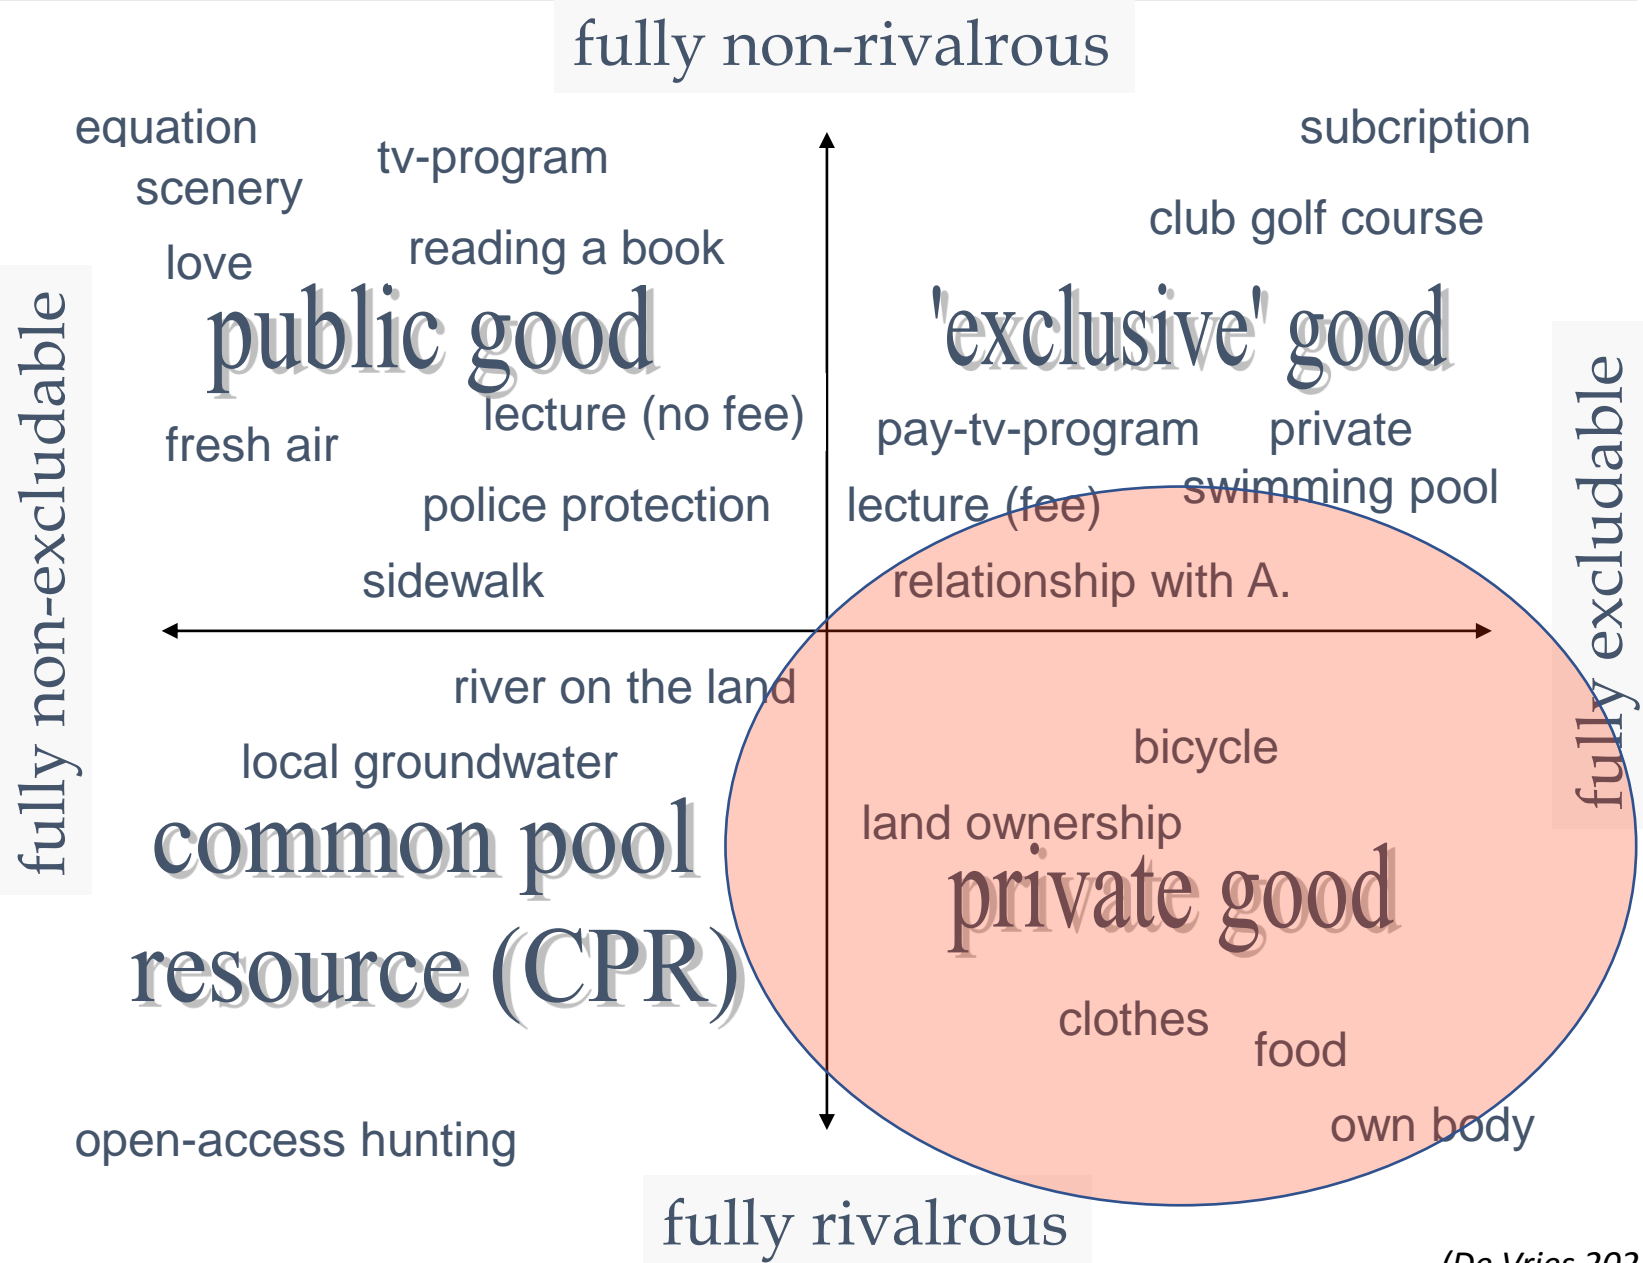 fully non-rivalrous
equation
tv-program
scenery
reading a book
love
public good
lecture (no fee)
fresh air
police protection
sidewalk
subcription
club golf course
'exclusive' good
pay-tv-program
private
swimming pool
lecture (fee)
relationship with A.
fully non-excludable
fully excludable
river on the land
local groundwater
common pool
resource (CPR)
open-access hunting
bicycle
land ownership
private good
clothes
food
own body
fully rivalrous
(De Vries